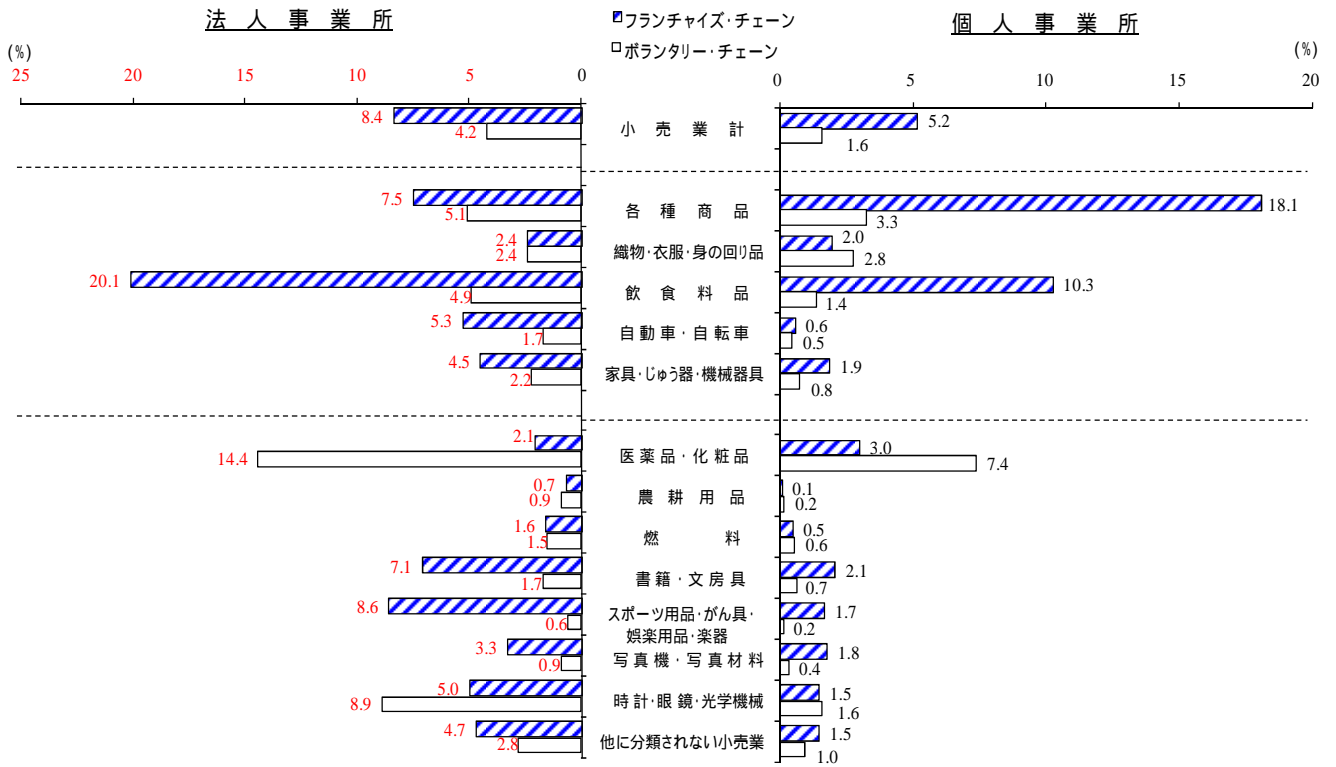 法 人 事 業 所
フランチャイズ・チェーン
ボランタリー・チェーン
個 人 事 業 所
(%)
(%)
25 20 15 10 5 0
0 5 10 15 20
8.4 小 売 業 計 5.2
4.2 1.6
7.5 各 種 商 品 18.1
5.1 3.3
2.4 織物・衣服・身の回り品 2.0
2.4 2.8
20.1 飲 食 料 品 10.3
4.9 1.4
5.3 自 動 車 ・ 自 転 車 0.6
1.7 0.5
4.5 家具・じゅう器・機械器具 1.9
2.2 0.8
2.1 医 薬 品 ・ 化 粧 品 3.0
14.4 7.4
0.7 農 耕 用 品 0.1
0.9 0.2
1.6 燃 料 0.5
1.5 0.6
7.1 書 籍 ・ 文 房 具 2.1
1.7 0.7
8.6 スポーツ用品・がん具・ 1.7
0.6 娯楽用品・楽器 0.2
3.3 写 真 機 ・ 写 真 材 料 1.8
0.9 0.4
5.0 時 計・眼 鏡・光学機械 1.5
8.9 1.6
4.7 他に分類されない小売業 1.5
2.8 1.0